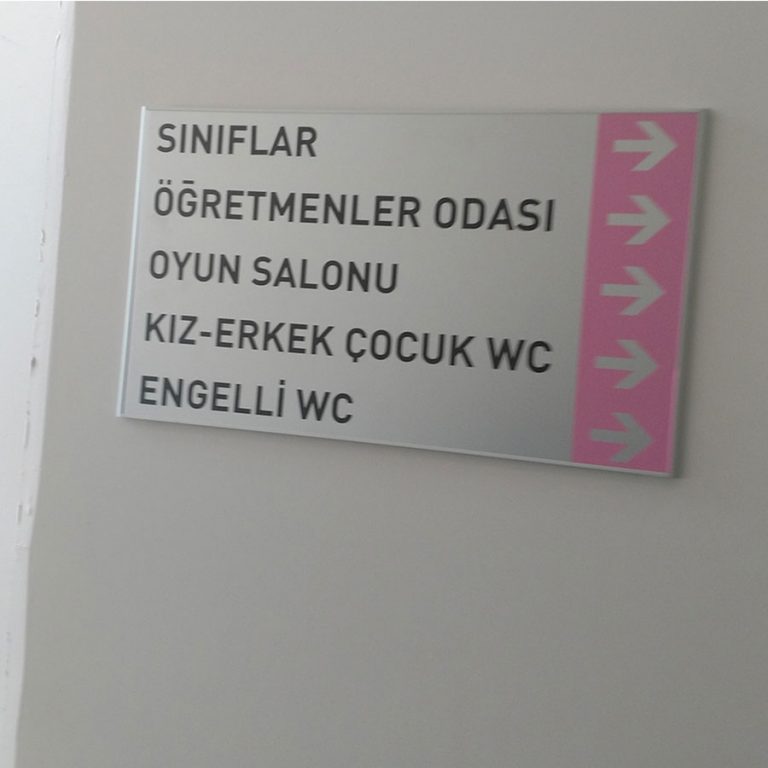 SINIFLAR
ÖĞRETMENLER ODASI
OYUN SALONU
KIZ-ERKEK ÇOCUK WC
ENGELLİ WC